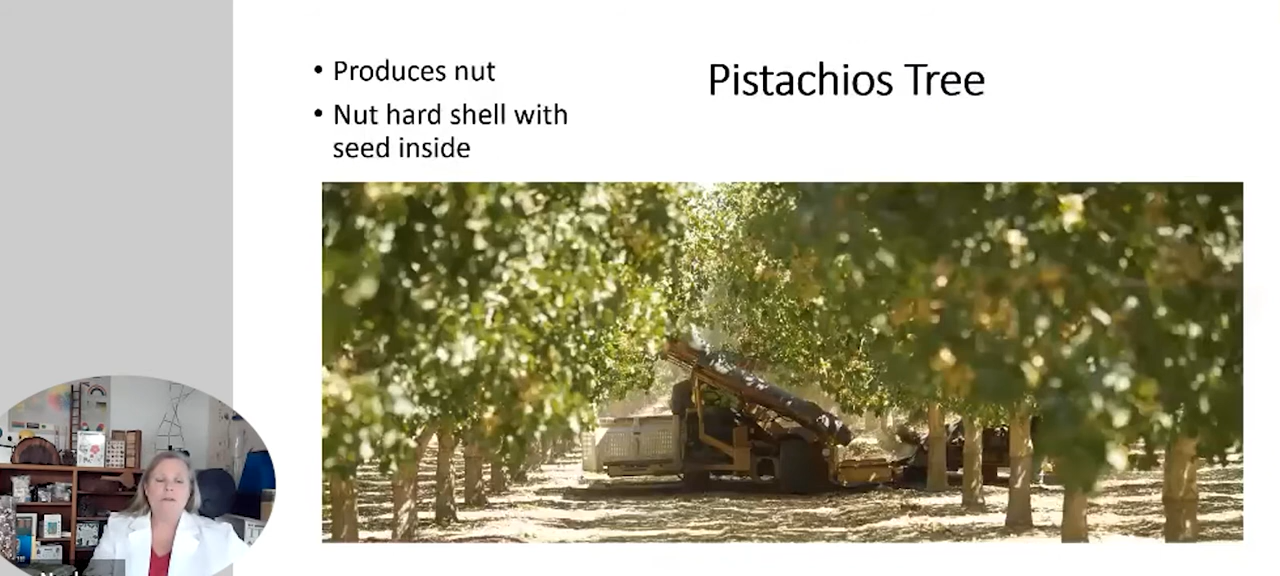 • Produces nut
• Nut hard shell with
seed inside
Pistachios Tree